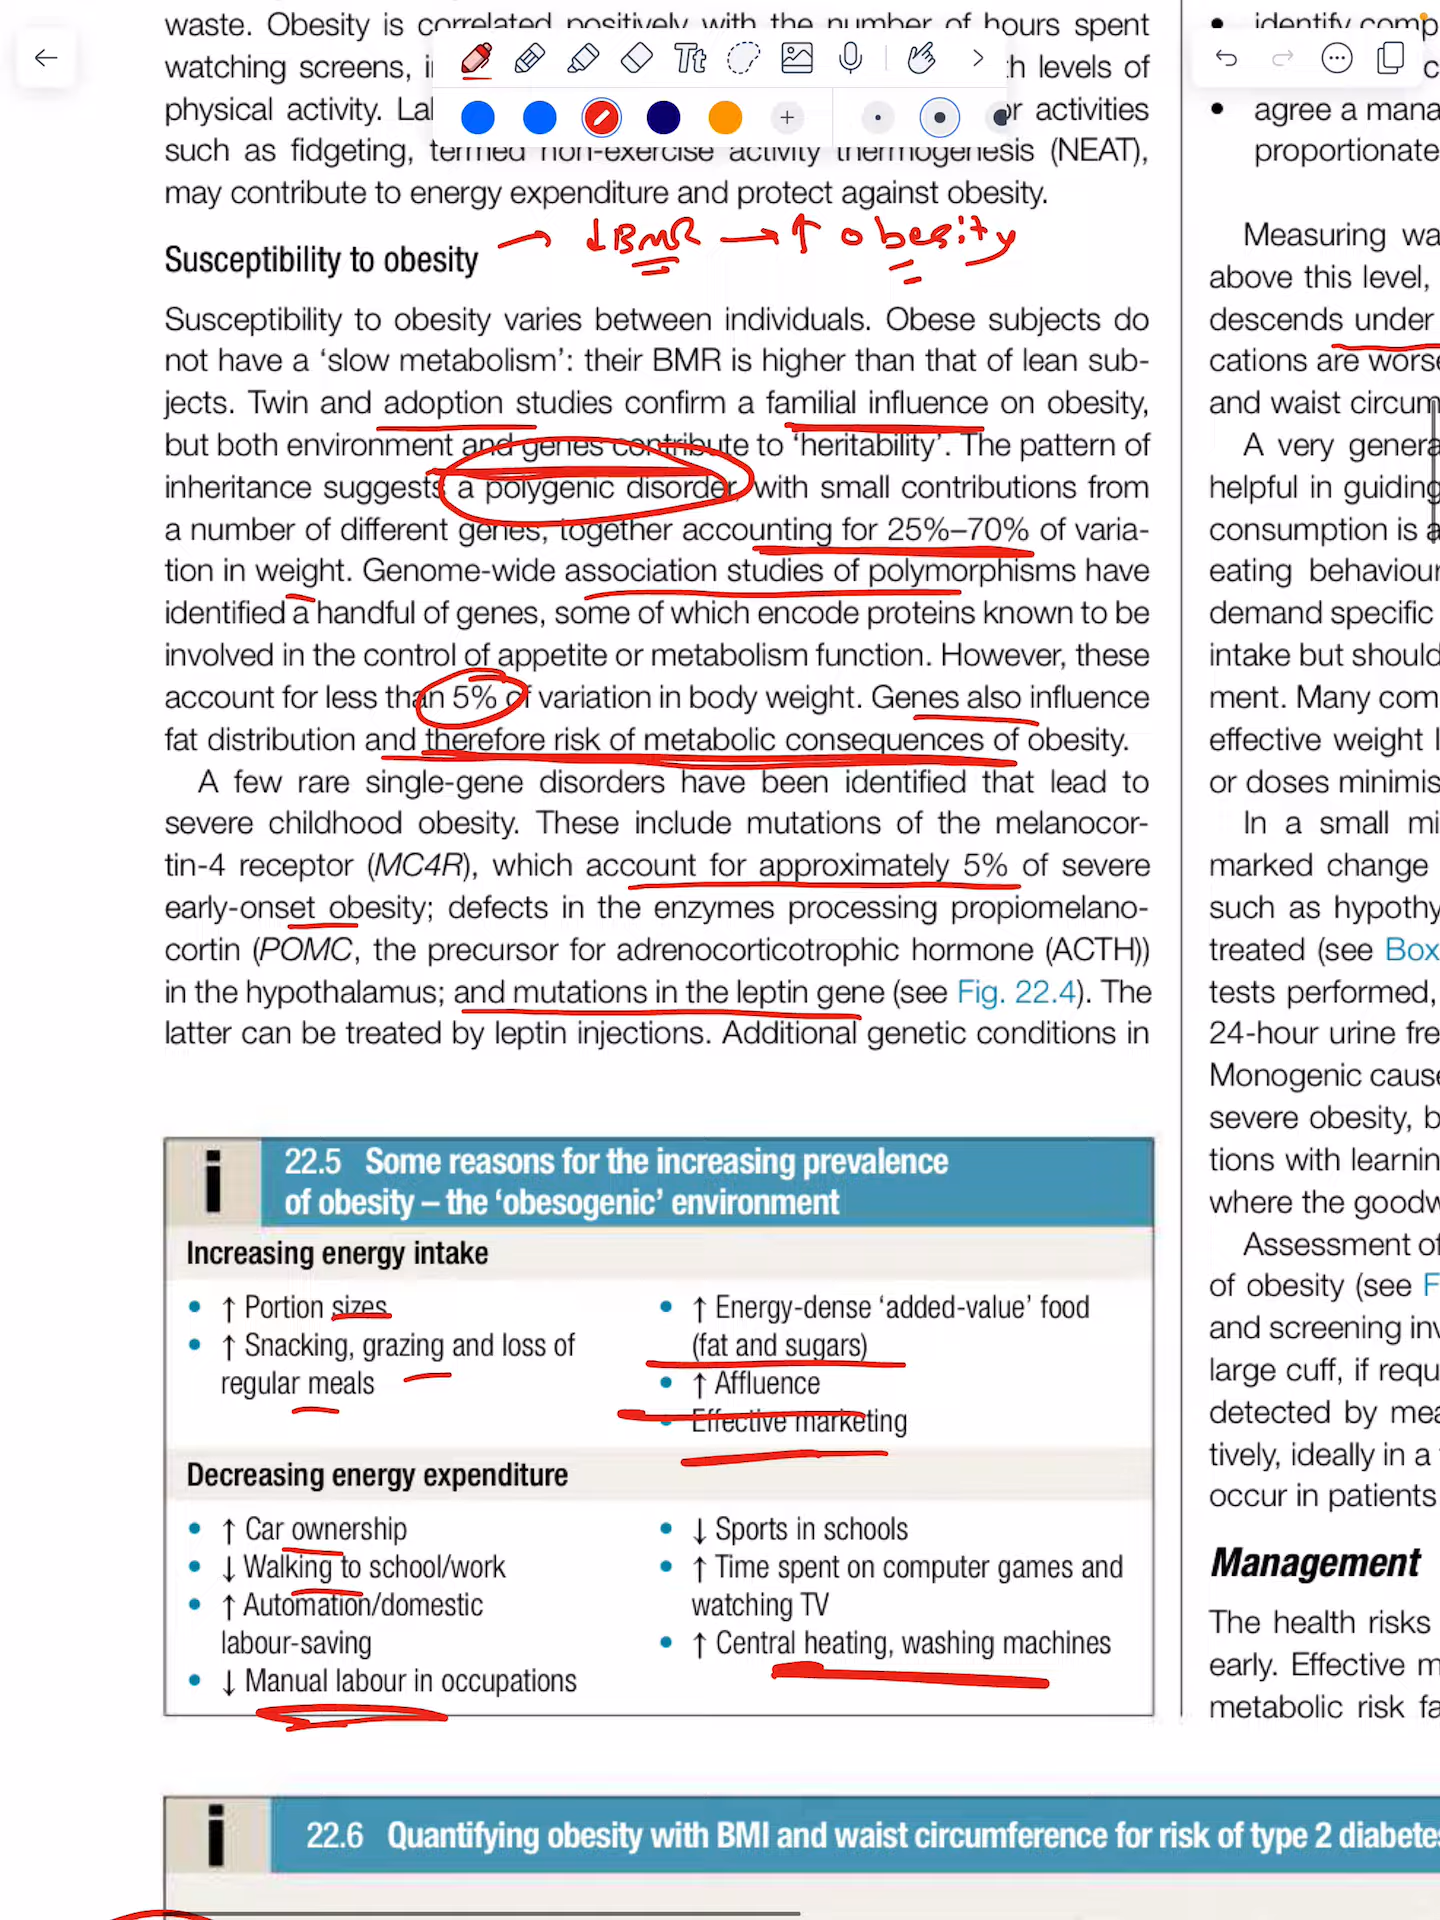 waste. Obesity is correlated positively with the number of hours spent
watching screens, levels of
physical activity. activities
such as fidgeting, termed non-exercise activity thermogenesis (NEAT),
may contribute to energy expenditure and protect against obesity.
Susceptibility to obesity → ↓BMR → ↑ obesity
Susceptibility to obesity varies between individuals. Obese subjects do
not have a ‘slow metabolism’: their BMR is higher than that of lean sub-
jects. Twin and adoption studies confirm a familial influence on obesity,
but both environment and genes contribute to ‘heritability’. The pattern of
inheritance suggests a polygenic disorder, with small contributions from
a number of different genes, together accounting for 25%–70% of varia-
tion in weight. Genome-wide association studies of polymorphisms have
identified a handful of genes, some of which encode proteins known to be
involved in the control of appetite or metabolism function. However, these
account for less than 5% of variation in body weight. Genes also influence
fat distribution and therefore risk of metabolic consequences of obesity.
A few rare single-gene disorders have been identified that lead to
severe childhood obesity. These include mutations of the melanocor-
tin-4 receptor (MC4R), which account for approximately 5% of severe
early-onset obesity; defects in the enzymes processing propiomelano-
cortin (POMC, the precursor for adrenocorticotrophic hormone (ACTH))
in the hypothalamus; and mutations in the leptin gene (see Fig. 22.4). The
latter can be treated by leptin injections. Additional genetic conditions in
i 22.5 Some reasons for the increasing prevalence
of obesity – the ‘obesogenic’ environment
Increasing energy intake
• ↑ Portion sizes
• ↑ Snacking, grazing and loss of
regular meals
• ↑ Energy-dense ‘added-value’ food
(fat and sugars)
• ↑ Affluence
• Effective marketing
Decreasing energy expenditure
• ↑ Car ownership
• ↓ Walking to school/work
• ↑ Automation/domestic
labour-saving
• ↓ Manual labour in occupations
• ↓ Sports in schools
• ↑ Time spent on computer games and
watching TV
• ↑ Central heating, washing machines
i 22.6 Quantifying obesity with BMI and waist circumference for risk of type 2 diabete
• identify
• agree a mana
proportionate
Measuring wa
above this level,
descends under
cations are worse
and waist circum
A very genera
helpful in guiding
consumption is a
eating behaviour
demand specific
intake but should
ment. Many com
effective weight l
or doses minimis
In a small mi
marked change
such as hypothy
treated (see Box
tests performed,
24-hour urine fre
Monogenic cause
severe obesity, b
tions with learnin
where the goodw
Assessment of
of obesity (see F
and screening inv
large cuff, if requ
detected by mea
tively, ideally in a
occur in patients
Management
The health risks
early. Effective m
metabolic risk fa
Tt